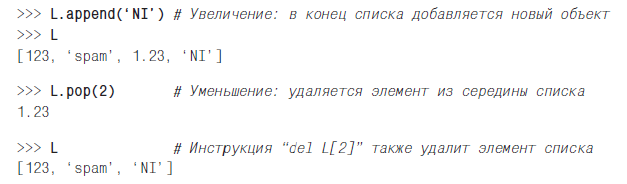 >>> L.append(‘NI’) # Увеличение: в конец списка добавляется новый объект
>>> L
[123, ‘spam’, 1.23, ‘NI’]
>>> L.pop(2) # Уменьшение: удаляется элемент из середины списка
1.23
>>> L # Инструкция “del L[2]” также удалит элемент списка
[123, ‘spam’, ‘NI’]